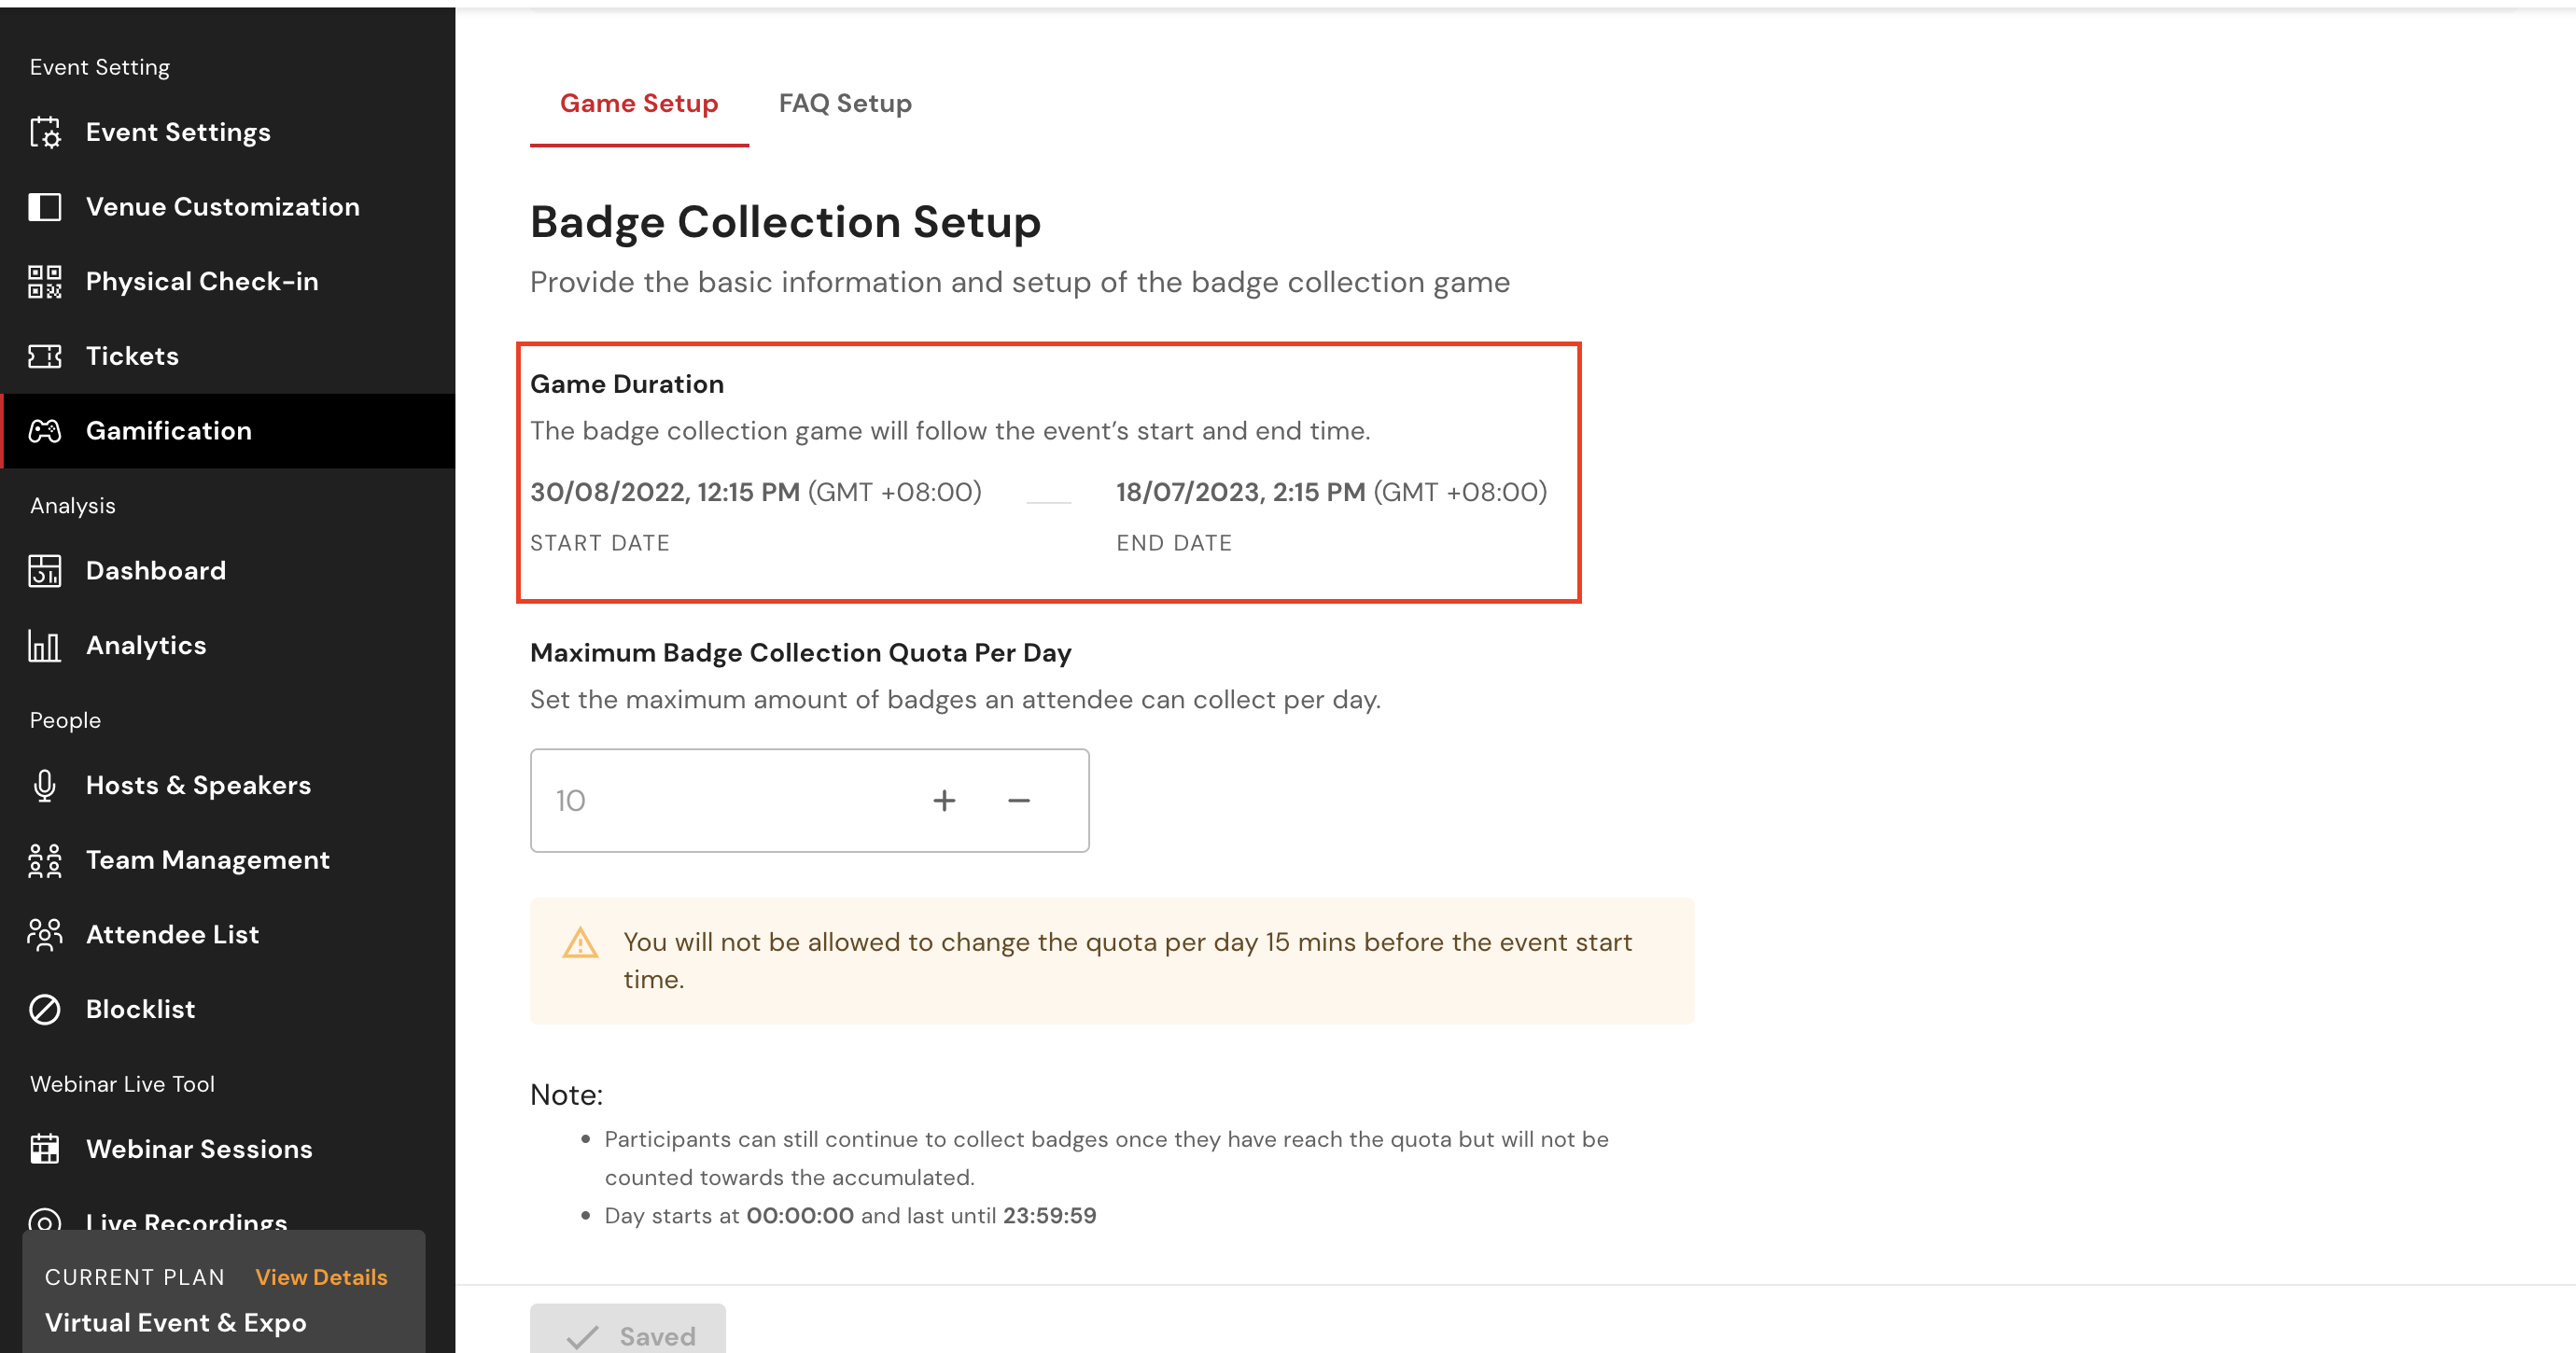 Event Setting
Event Settings
Venue Customization
Physical Check-in
Tickets
Gamification
Analysis
Dashboard
Analytics
People
Hosts & Speakers
Team Management
Attendee List
Blocklist
Webinar Live Tool
Webinar Sessions
Live Recordings
CURRENT PLAN View Details
Virtual Event & Expo
Game Setup FAQ Setup
Badge Collection Setup
Provide the basic information and setup of the badge collection game
Game Duration
The badge collection game will follow the event’s start and end time.
30/08/2022, 12:15 PM (GMT +08:00) 18/07/2023, 2:15 PM (GMT +08:00)
START DATE END DATE
Maximum Badge Collection Quota Per Day
Set the maximum amount of badges an attendee can collect per day.
10 + −
You will not be allowed to change the quota per day 15 mins before the event start
time.
Note:
• Participants can still continue to collect badges once they have reach the quota but will not be
counted towards the accumulated.
• Day starts at 00:00:00 and last until 23:59:59
Saved